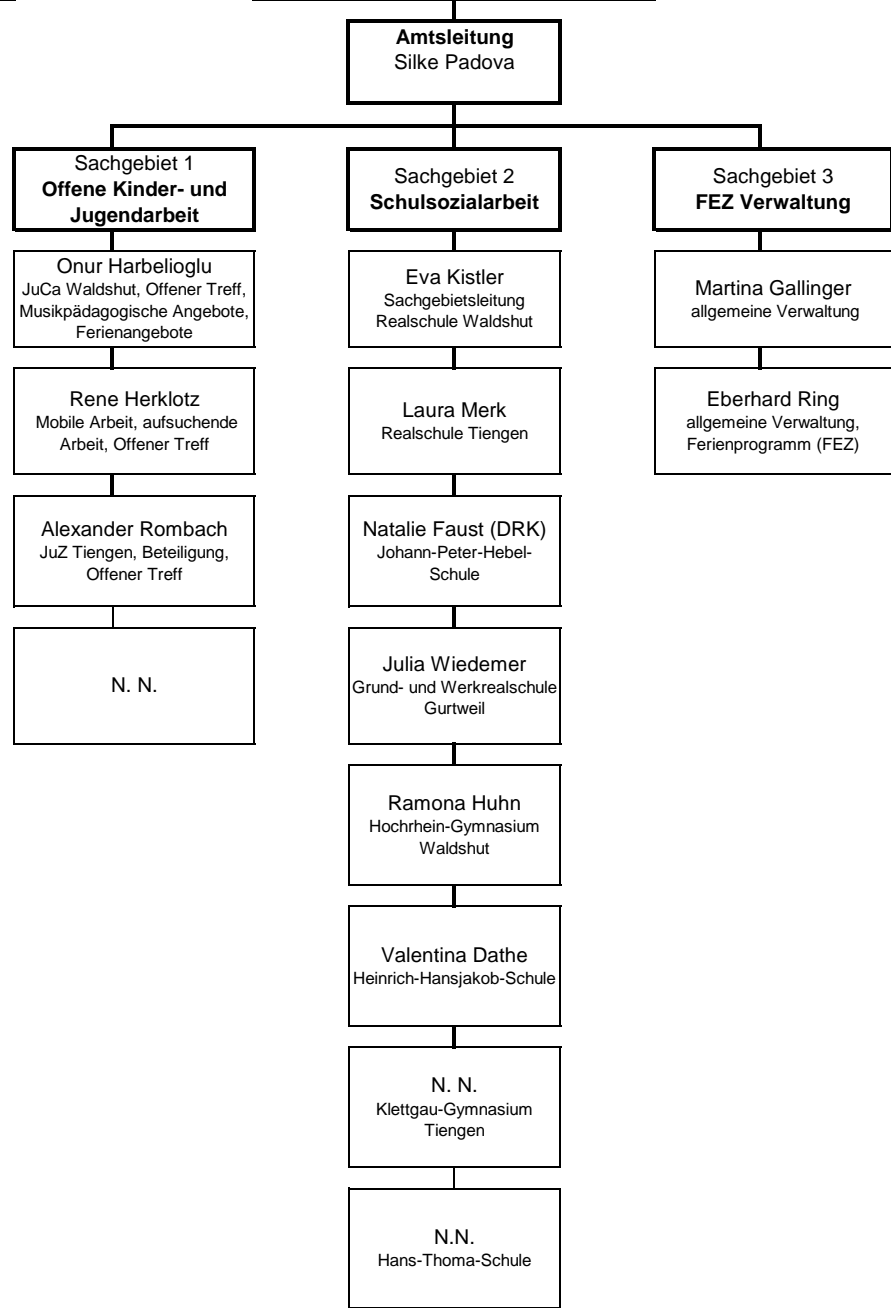 Amtsleitung
Silke Padova
Sachgebiet 1
Offene Kinder- und
Jugendarbeit
Onur Harbelioglu
JuCa Waldshut, Offener Treff,
Musikpädagogische Angebote,
Ferienangebote
Rene Herklotz
Mobile Arbeit, aufsuchende
Arbeit, Offener Treff
Alexander Rombach
JuZ Tiengen, Beteiligung,
Offener Treff
N. N.
Sachgebiet 2
Schulsozialarbeit
Eva Kistler
Sachgebietsleitung
Realschule Waldshut
Laura Merk
Realschule Tiengen
Natalie Faust (DRK)
Johann-Peter-Hebel-
Schule
Julia Wiedemer
Grund- und Werkrealschule
Gurtweil
Ramona Huhn
Hochrhein-Gymnasium
Waldshut
Valentina Dathe
Heinrich-Hansjakob-Schule
N. N.
Klettgau-Gymnasium
Tiengen
N.N.
Hans-Thoma-Schule
Sachgebiet 3
FEZ Verwaltung
Martina Gallinger
allgemeine Verwaltung
Eberhard Ring
allgemeine Verwaltung,
Ferienprogramm (FEZ)